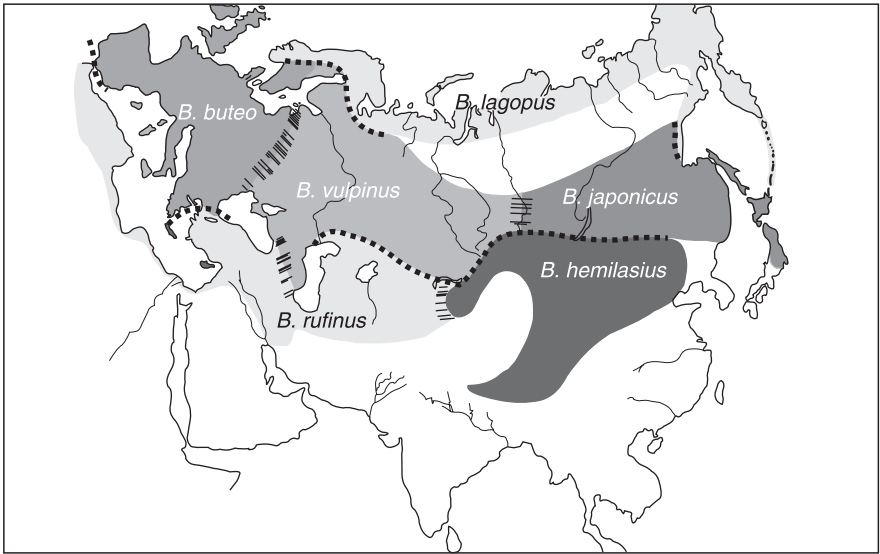 B. lagopus
B. buteo
B. vulpinus
B. japonicus
B. hemilasius
B. rufinus